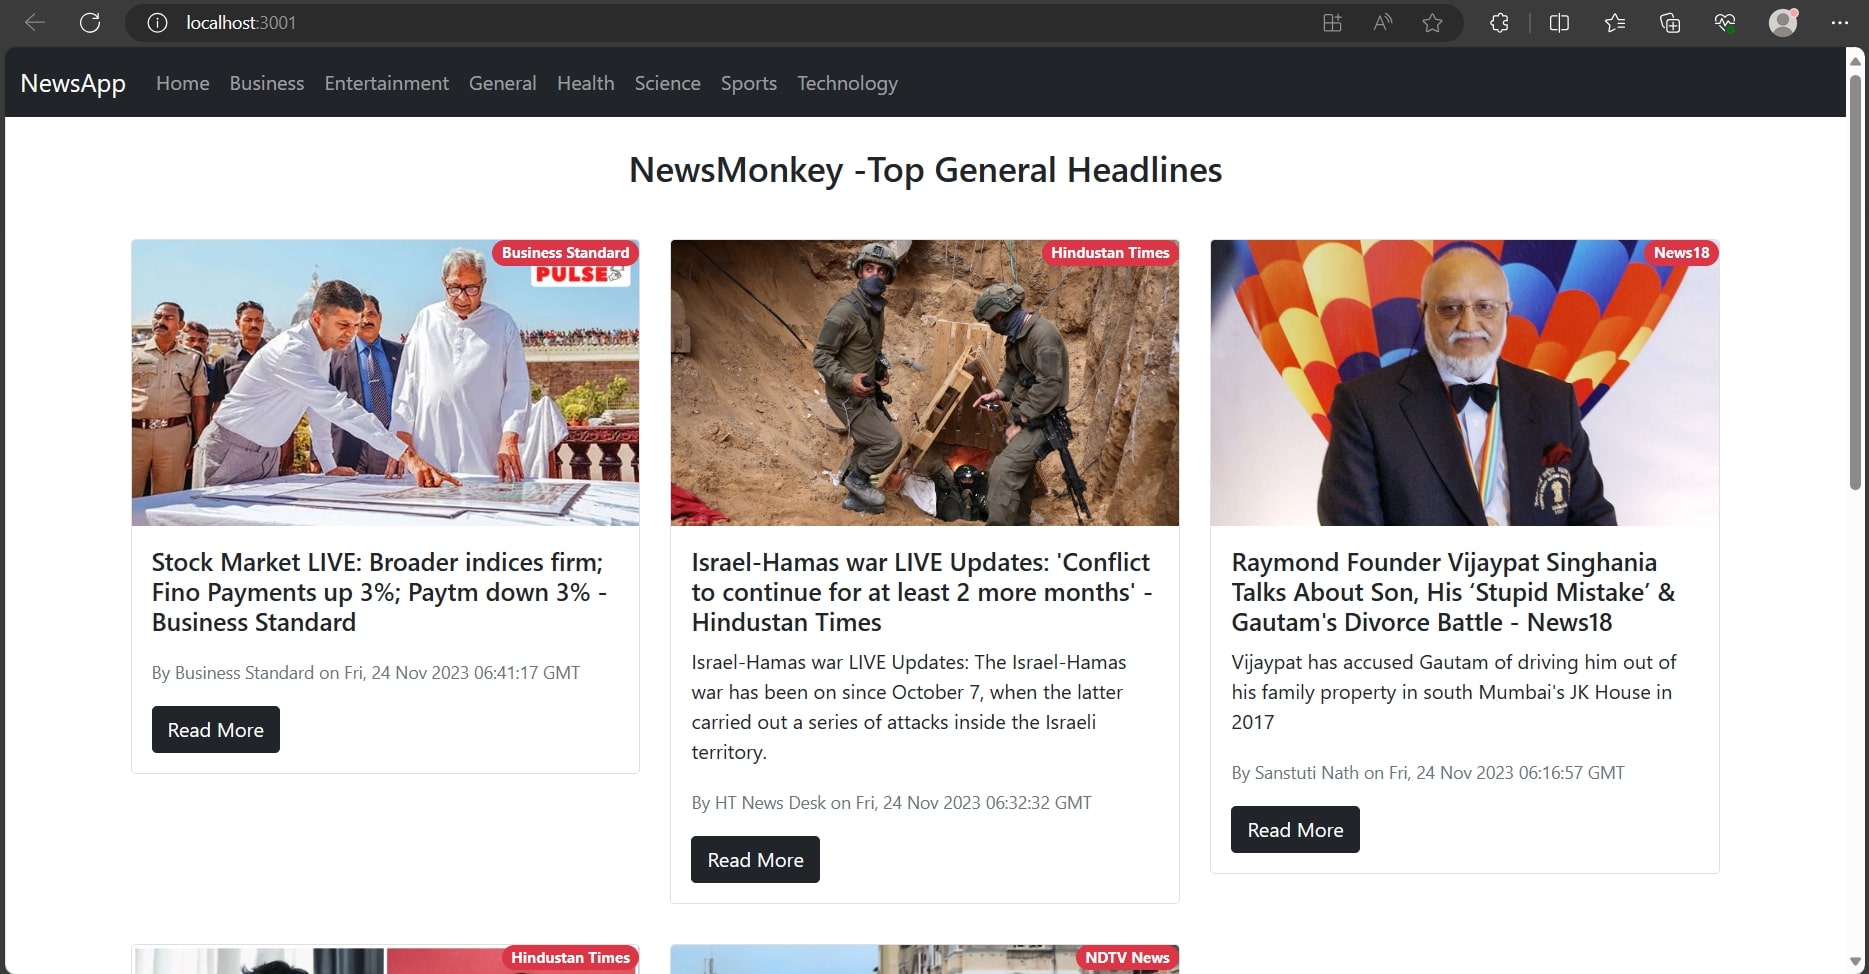 localhost:3001
NewsApp Home Business Entertainment General Health Science Sports Technology
NewsMonkey -Top General Headlines
Business Standard
PULSE
Stock Market LIVE: Broader indices firm;
Fino Payments up 3%; Paytm down 3% -
Business Standard
By Business Standard on Fri, 24 Nov 2023 06:41:17 GMT
Read More
Hindustan Times
Israel-Hamas war LIVE Updates: 'Conflict
to continue for at least 2 more months' -
Hindustan Times
Israel-Hamas war LIVE Updates: The Israel-Hamas
war has been on since October 7, when the latter
carried out a series of attacks inside the Israeli
territory.
By HT News Desk on Fri, 24 Nov 2023 06:32:32 GMT
Read More
News18
Raymond Founder Vijaypat Singhania
Talks About Son, His ‘Stupid Mistake’ &
Gautam's Divorce Battle - News18
Vijaypat has accused Gautam of driving him out of
his family property in south Mumbai's JK House in
2017
By Sanstuti Nath on Fri, 24 Nov 2023 06:16:57 GMT
Read More
Hindustan Times
NDTV News